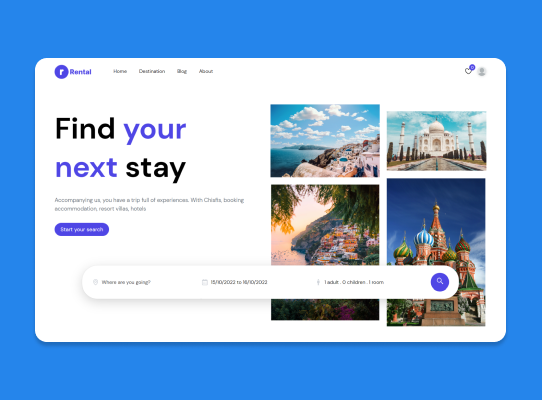 r Rental
Home Destination Blog About
Find your
next stay
Accompanying us, you have a trip full of experiences. With Chisfis, booking
accommodation, resort villas, hotels
Start your search
Where are you going?
15/10/2022 to 18/10/2022
1 adult . 0 children . 1 room